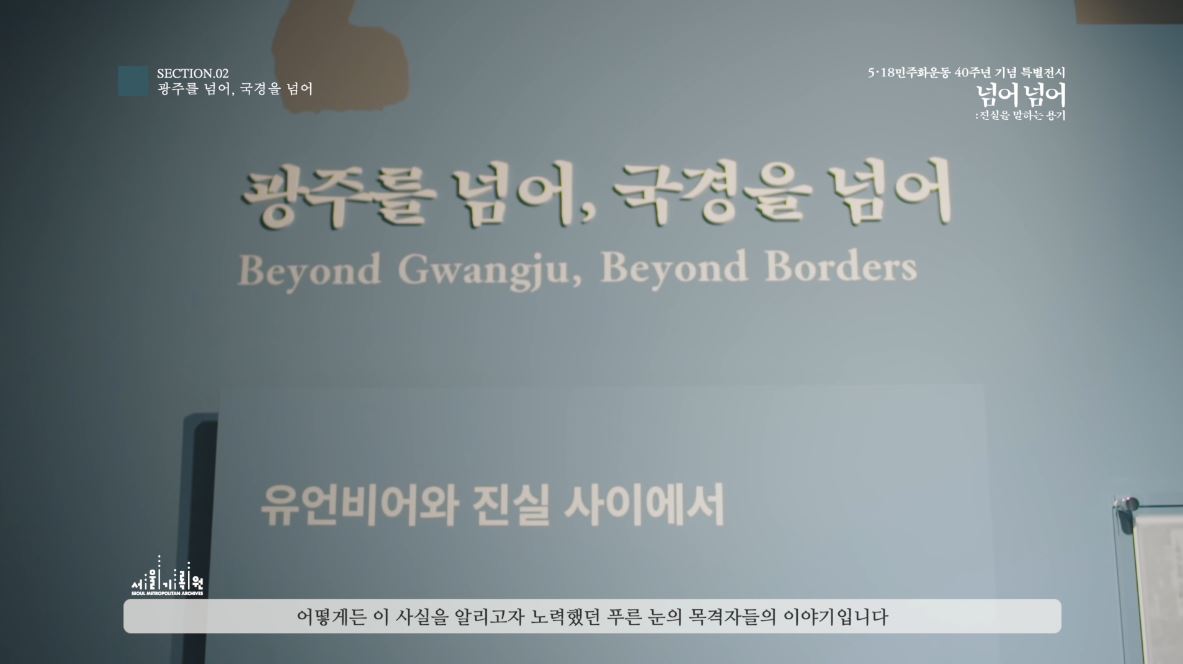 SECTION.02
광주를 넘어, 국경을 넘어
5·18민주화운동 40주년 기념 특별전시
넘어 넘어
:진실을 말하는 용기
광주를 넘어, 국경을 넘어
Beyond Gwangju, Beyond Borders
유언비어와 진실 사이에서
서울기록원
SEOUL METROPOLITAN ARCHIVES
어떻게든 이 사실을 알리고자 노력했던 푸른 눈의 목격자들의 이야기입니다